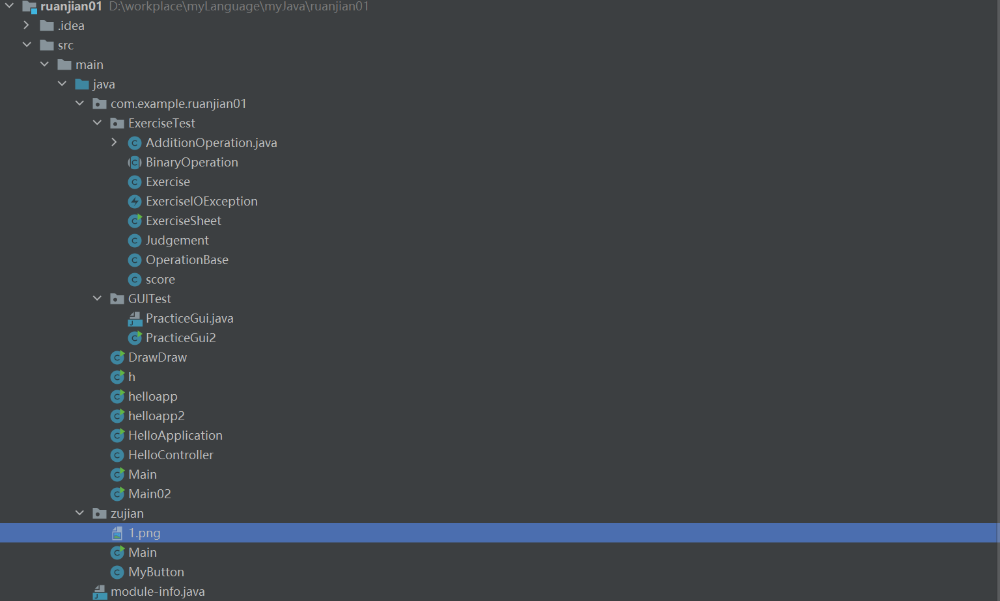 ruanjian01 D:\workplace\myLanguage\myJava\ruanjian01
.idea
src
main
java
com.example.ruanjian01
ExerciseTest
AdditionOperation.java
BinaryOperation
Exercise
ExerciseIOException
ExerciseSheet
Judgement
OperationBase
score
GUITest
PracticeGui.java
PracticeGui2
DrawDraw
h
helloapp
helloapp2
HelloApplication
HelloController
Main
Main02
zujian
1.png
Main
MyButton
module-info.java